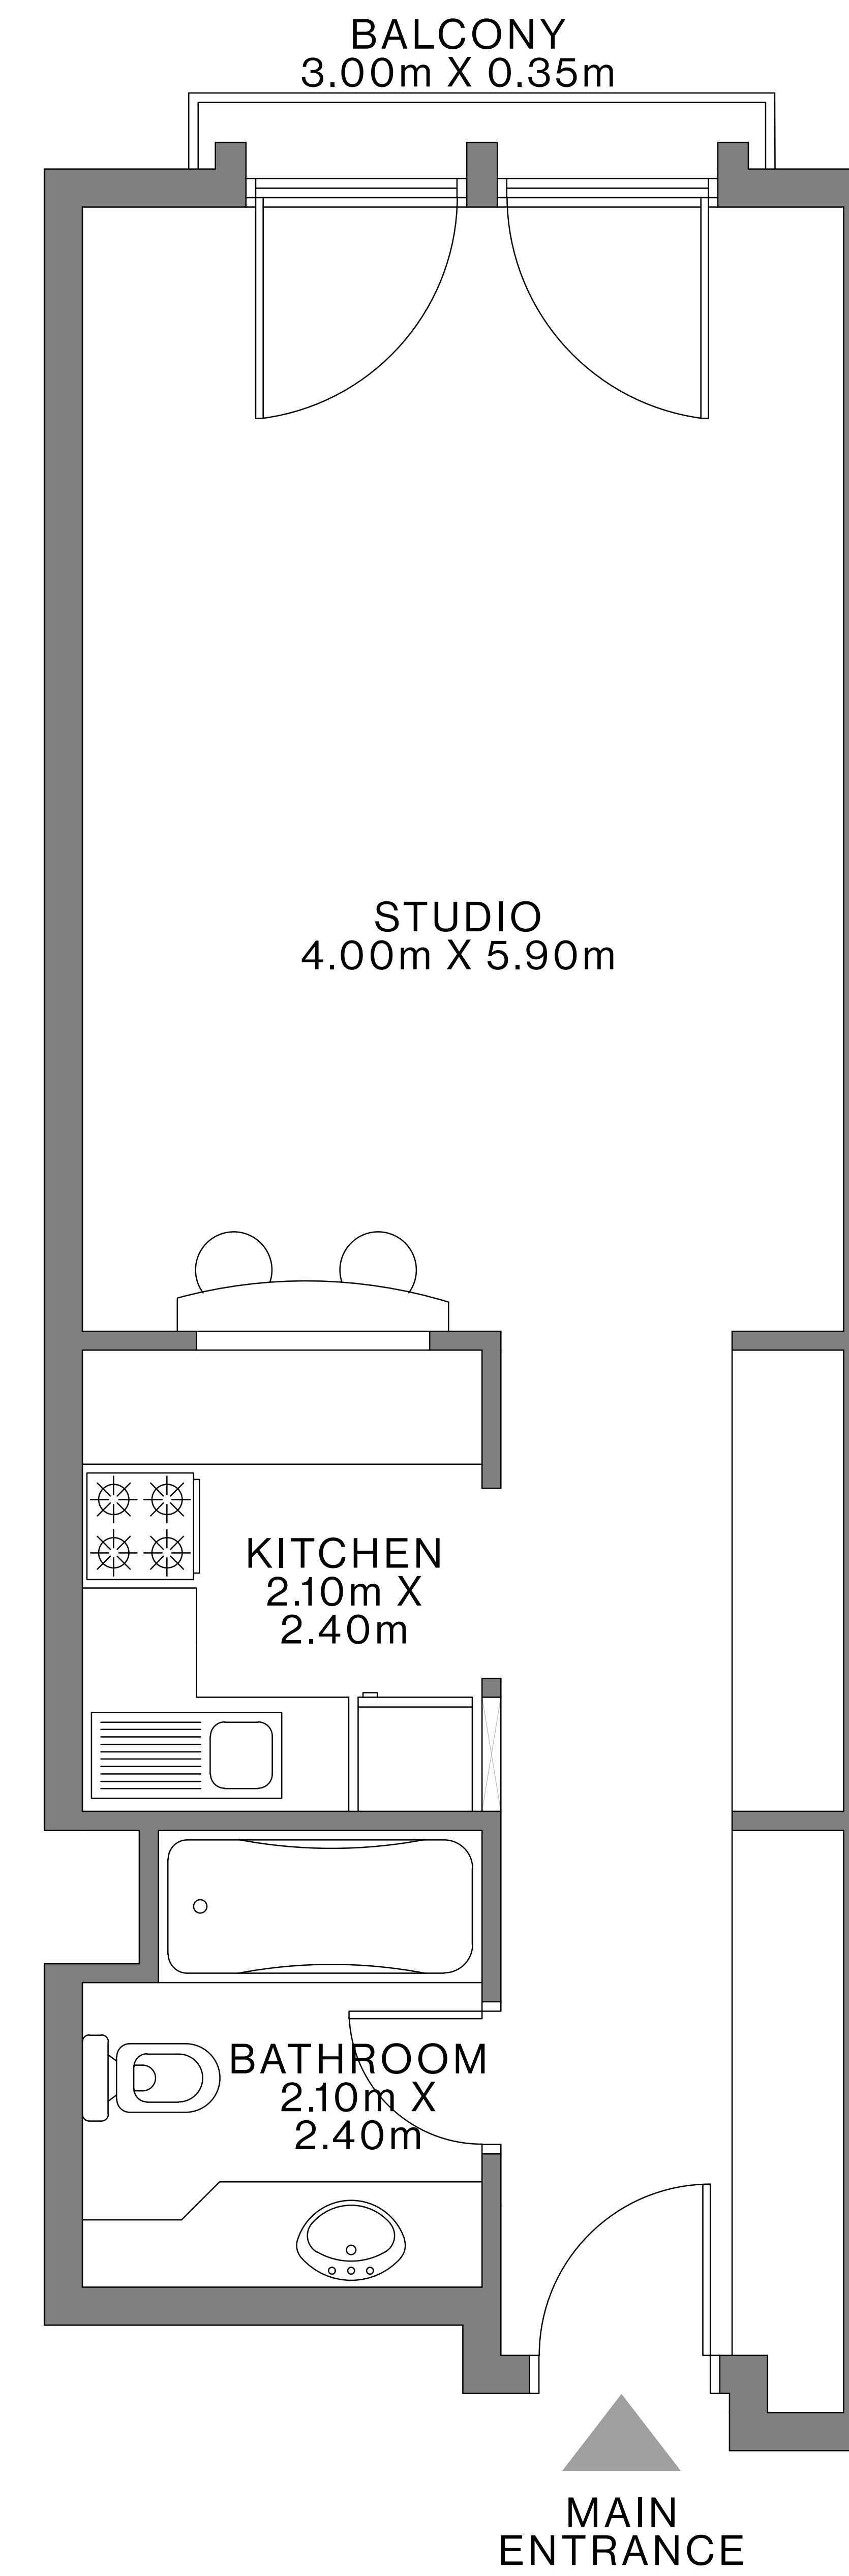 BALCONY
3.00m X 0.35m
STUDIO
4.00m X 5.90m
KITCHEN
2.10m X
2.40m
BATHROOM
2.10m X
2.40m
MAIN
ENTRANCE